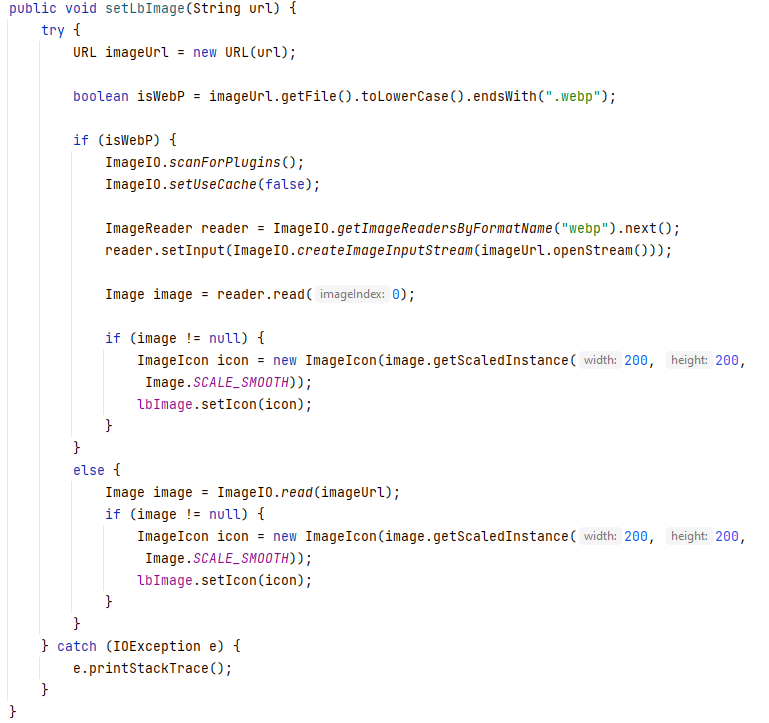 public void setLbImage(String url) {
    try {
        URL imageUrl = new URL(url);

        boolean isWebP = imageUrl.getFile().toLowerCase().endsWith(".webp");

        if (isWebP) {
            ImageIO.scanForPlugins();
            ImageIO.setUseCache(false);

            ImageReader reader = ImageIO.getImageReadersByFormatName("webp").next();
            reader.setInput(ImageIO.createImageInputStream(imageUrl.openStream()));

            Image image = reader.read( imageIndex: 0);

            if (image != null) {
                ImageIcon icon = new ImageIcon(image.getScaledInstance( width: 200, height: 200,
                 Image.SCALE_SMOOTH));
                lbImage.setIcon(icon);
            }
        }
        else {
            Image image = ImageIO.read(imageUrl);
            if (image != null) {
                ImageIcon icon = new ImageIcon(image.getScaledInstance( width: 200, height: 200,
                 Image.SCALE_SMOOTH));
                lbImage.setIcon(icon);
            }
        }
    } catch (IOException e) {
        e.printStackTrace();
    }
}